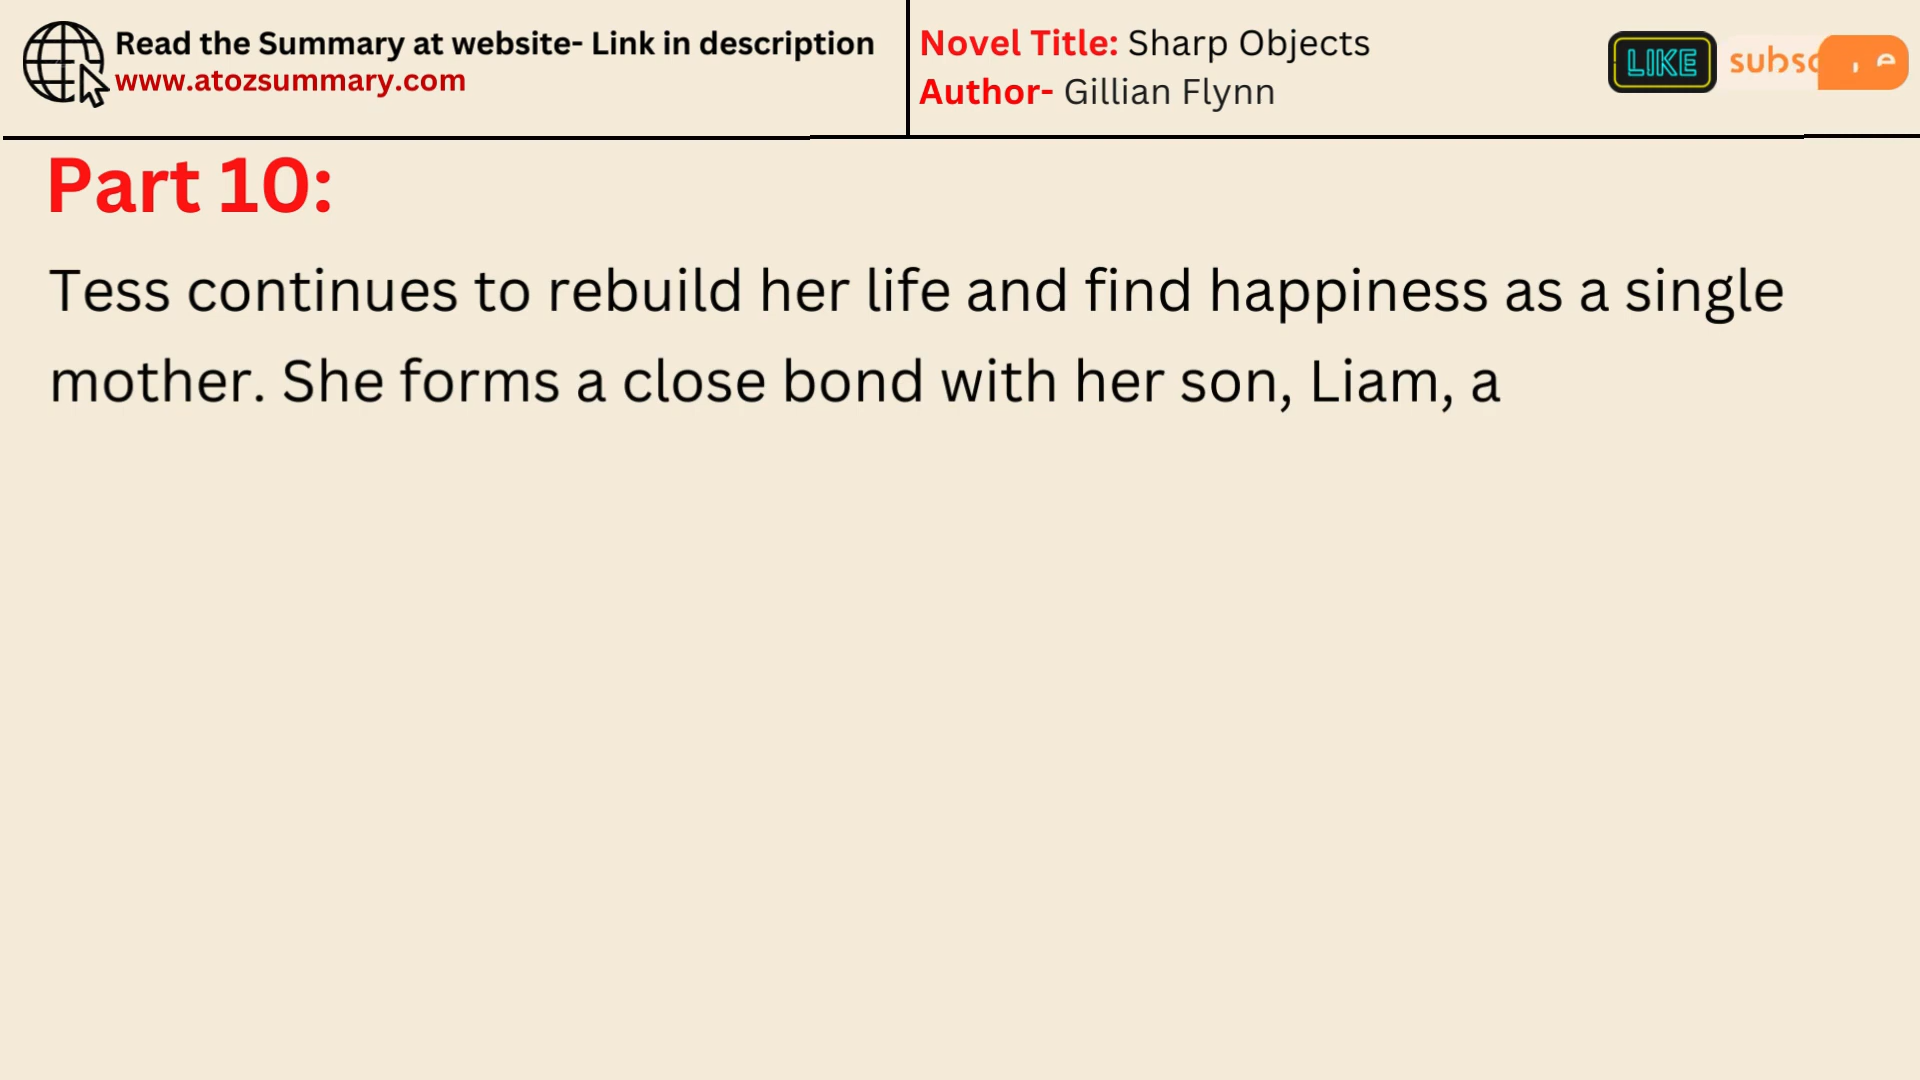 Read the Summary at website- Link in description
www.atozsummary.com
Novel Title: Sharp Objects
Author- Gillian Flynn
LIKE
Part 10:
Tess continues to rebuild her life and find happiness as a single
mother. She forms a close bond with her son, Liam, a